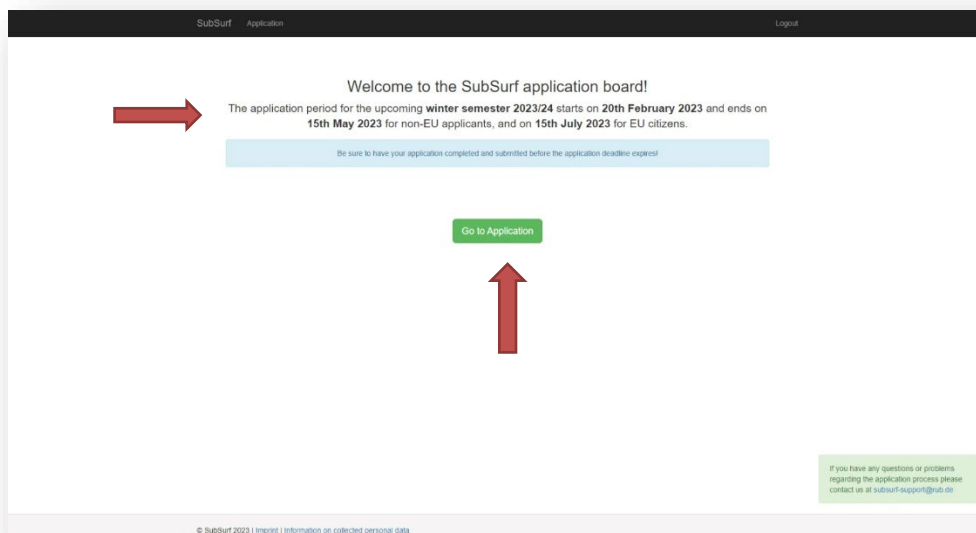 SubSurf Application Logout
Welcome to the SubSurf application board!
The application period for the upcoming winter semester 2023/24 starts on 20th February 2023 and ends on
15th May 2023 for non-EU applicants, and on 15th July 2023 for EU citizens.
Be sure to have your application completed and submitted before the application deadline expires!
Go to Application
If you have any questions or problems
regarding the application process please
contact us at subsurf-support@rub.de
© SubSurf 2023 | Imprint | Information on collected personal data